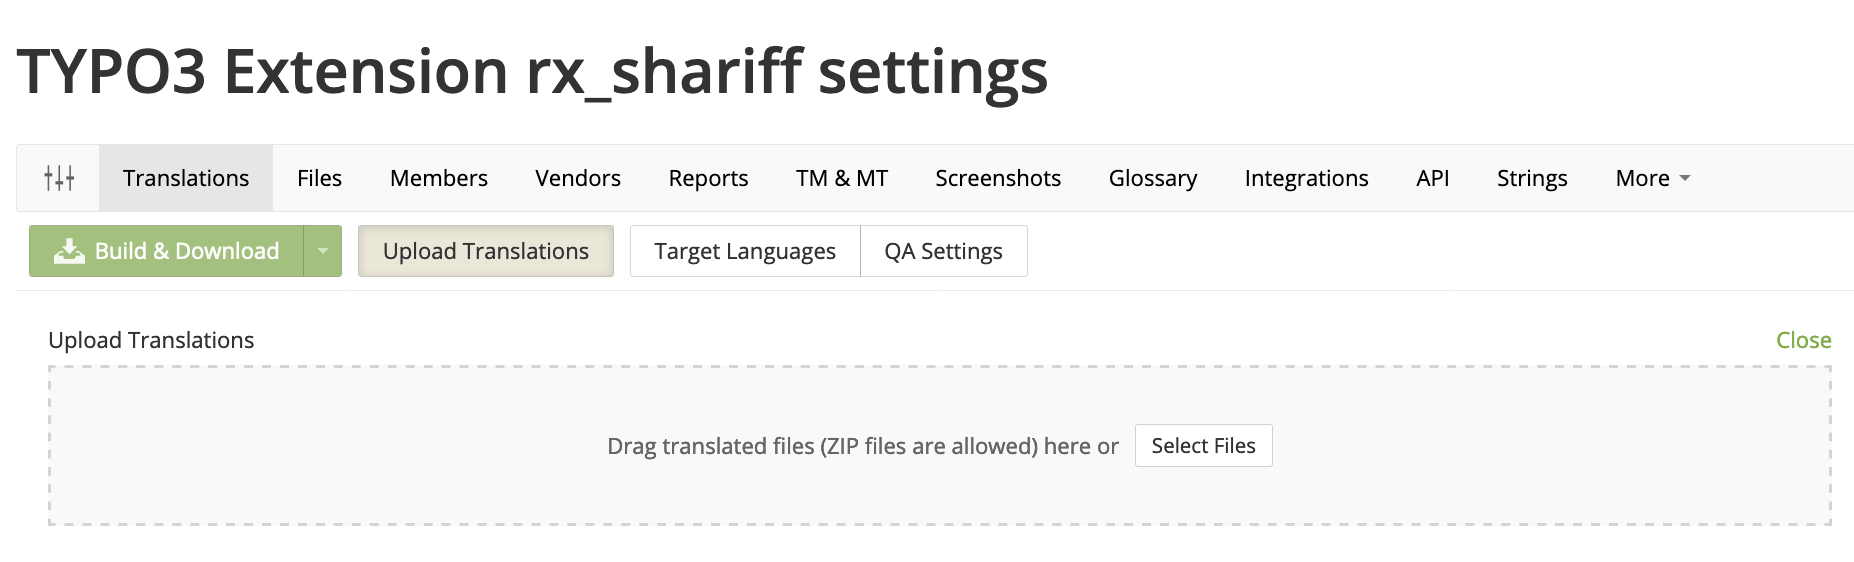 TYPO3 Extension rx_shariff settings
Translations Files Members Vendors Reports TM & MT Screenshots Glossary Integrations API Strings More
Build & Download Upload Translations Target Languages QA Settings
Upload Translations Close
Drag translated files (ZIP files are allowed) here or Select Files